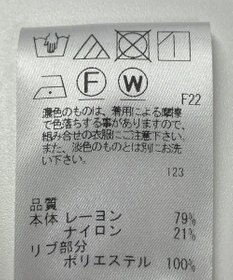 F W
F22
濃色のものは、着用による摩擦
で色落ちする事がありますので、
組み合せの衣服にご注意下さい。
また、淡色のものとは別にお洗
い下さい。
123
品質
本体 レーヨン 79%
ナイロン 21%
リブ部分
ポリエステル 100%